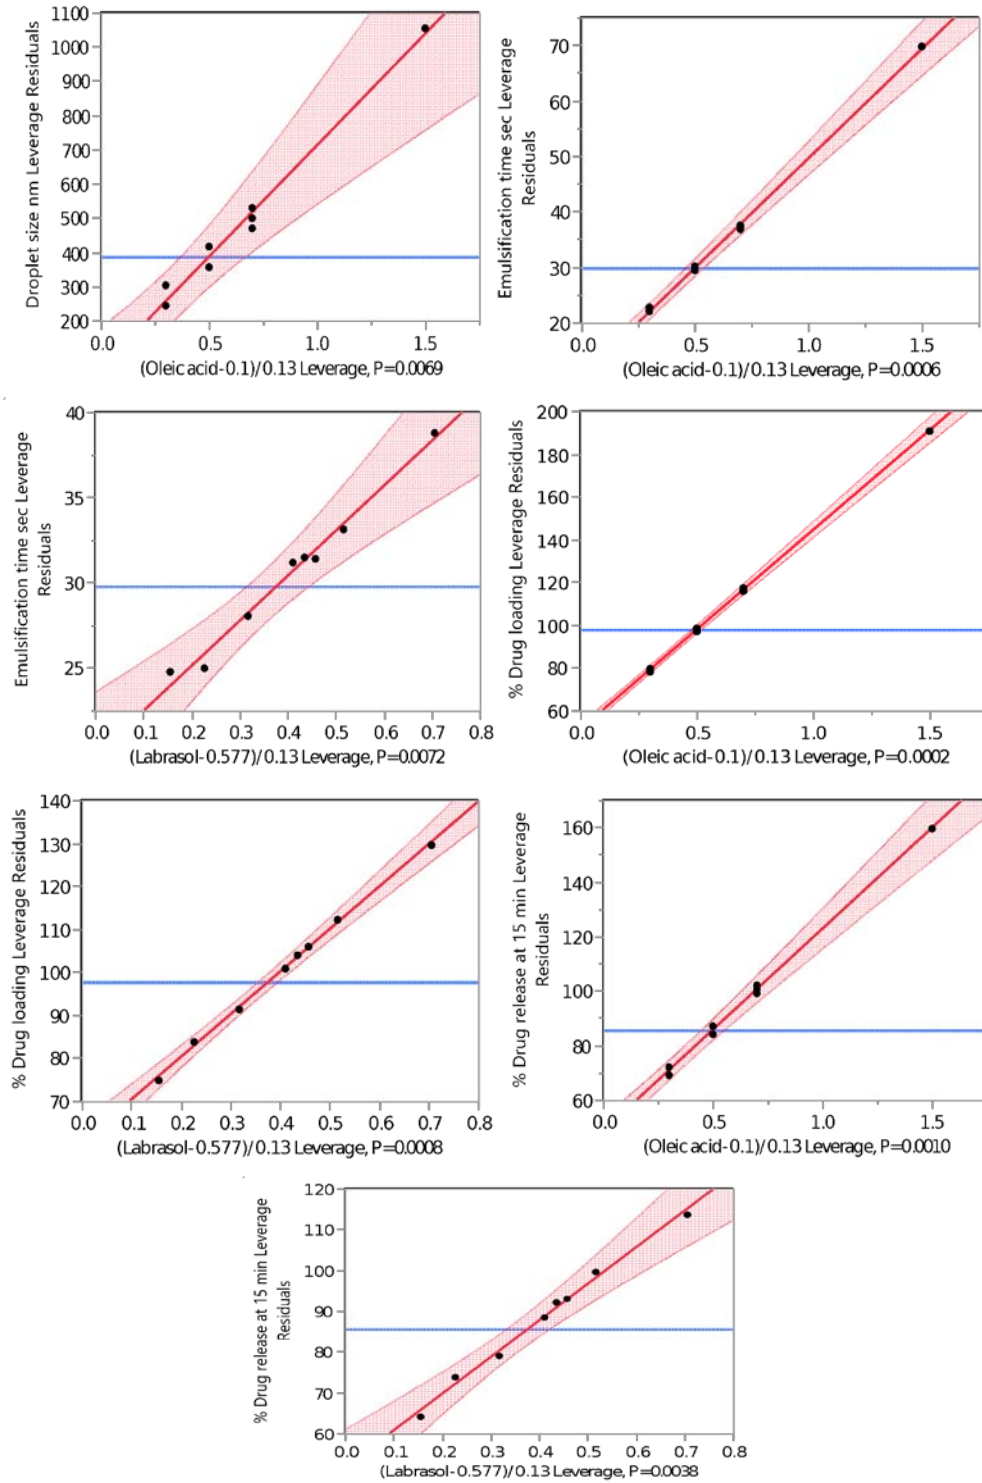 Droplet size nm Leverage Residuals
1100
1000
900
800
700
600
500
400
300
200
0.0 0.5 1.0 1.5
(Oleic acid-0.1)/0.13 Leverage, P=0.0069
Emulsification time sec Leverage
Residuals
70
60
50
40
30
20
0.0 0.5 1.0 1.5
(Oleic acid-0.1)/0.13 Leverage, P=0.0006
Emulsification time sec Leverage
Residuals
40
35
30
25
0.0 0.1 0.2 0.3 0.4 0.5 0.6 0.7 0.8
(Labrasol-0.577)/0.13 Leverage, P=0.0072
% Drug loading Leverage Residuals
200
180
160
140
120
100
80
60
0.0 0.5 1.0 1.5
(Oleic acid-0.1)/0.13 Leverage, P=0.0002
% Drug loading Leverage Residuals
140
130
120
110
100
90
80
70
0.0 0.1 0.2 0.3 0.4 0.5 0.6 0.7 0.8
(Labrasol-0.577)/0.13 Leverage, P=0.0008
% Drug release at 15 min Leverage
Residuals
160
140
120
100
80
60
0.0 0.5 1.0 1.5
(Oleic acid-0.1)/0.13 Leverage, P=0.0010
% Drug release at 15 min Leverage
Residuals
120
110
100
90
80
70
60
0.0 0.1 0.2 0.3 0.4 0.5 0.6 0.7 0.8
(Labrasol-0.577)/0.13 Leverage, P=0.0038